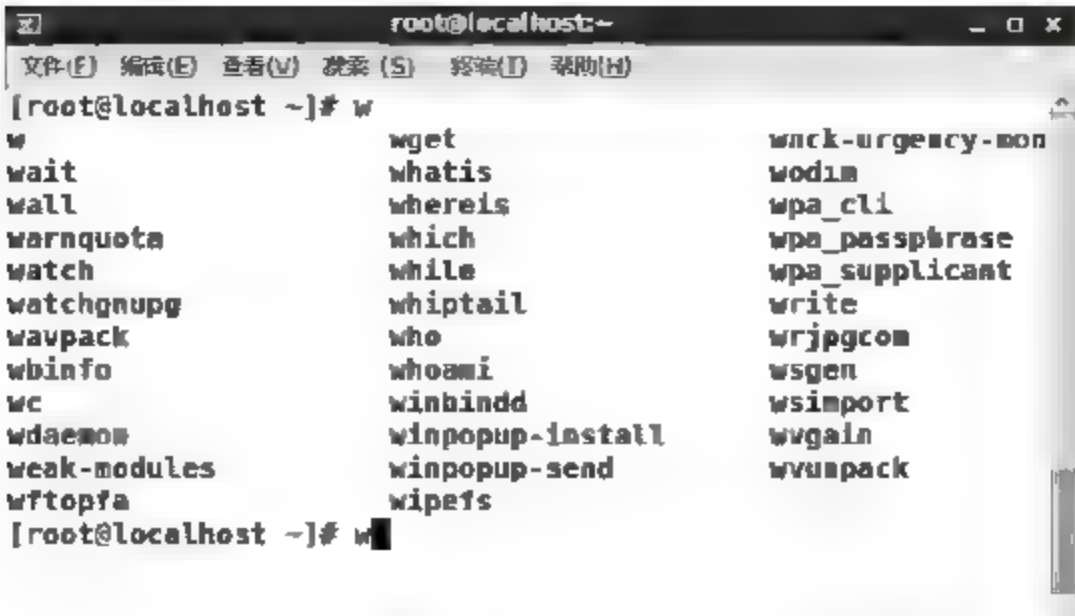 root@localhost:~
文件(F) 编辑(E) 查看(V) 搜索 (S) 终端(T) 帮助(H)
[root@localhost ~]# w
w wget wnck-urgency-mon
wait whatis wodim
wall whereis wpa_cli
warnquota which wpa_passphrase
watch while wpa_supplicant
watchgnupg whiptail write
wavpack who wrjpgcom
wbinfo whoami wsgen
wc winbindd wsimport
wdaemon winpopup-install wvgain
weak-modules winpopup-send wvunpack
wftopfa wipefs
[root@localhost ~]# w